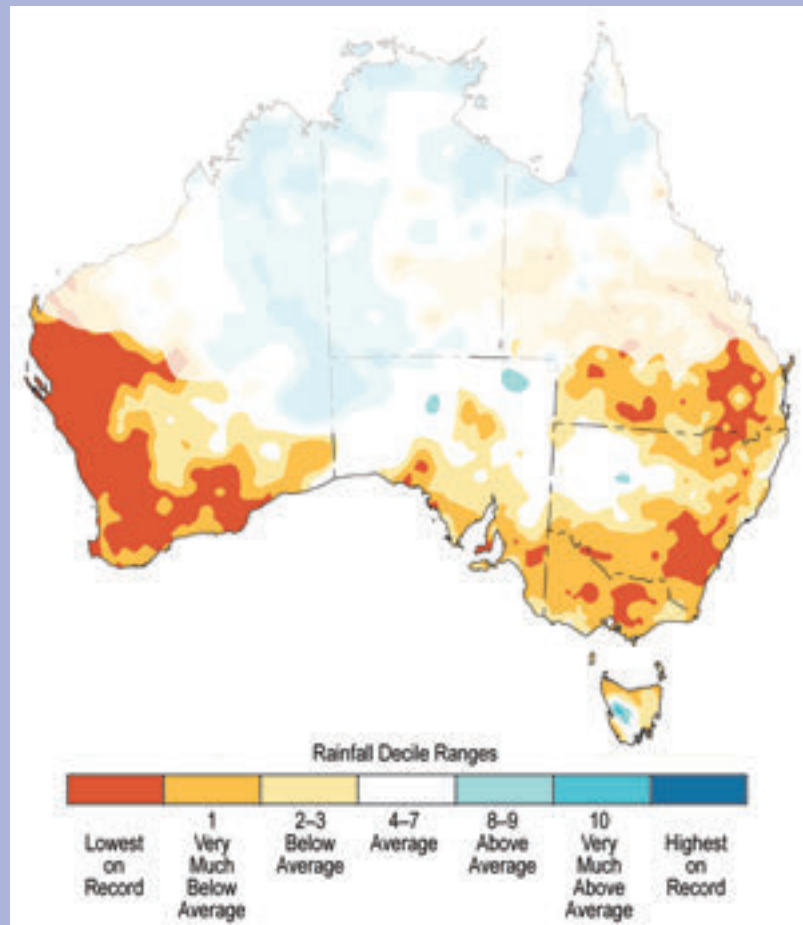 Rainfall Decile Ranges
1 2–3 4–7 8–9 10
Lowest Very Below Average Above Very Highest
on Much Average Average Much on
Record Below Above Record
Average Average